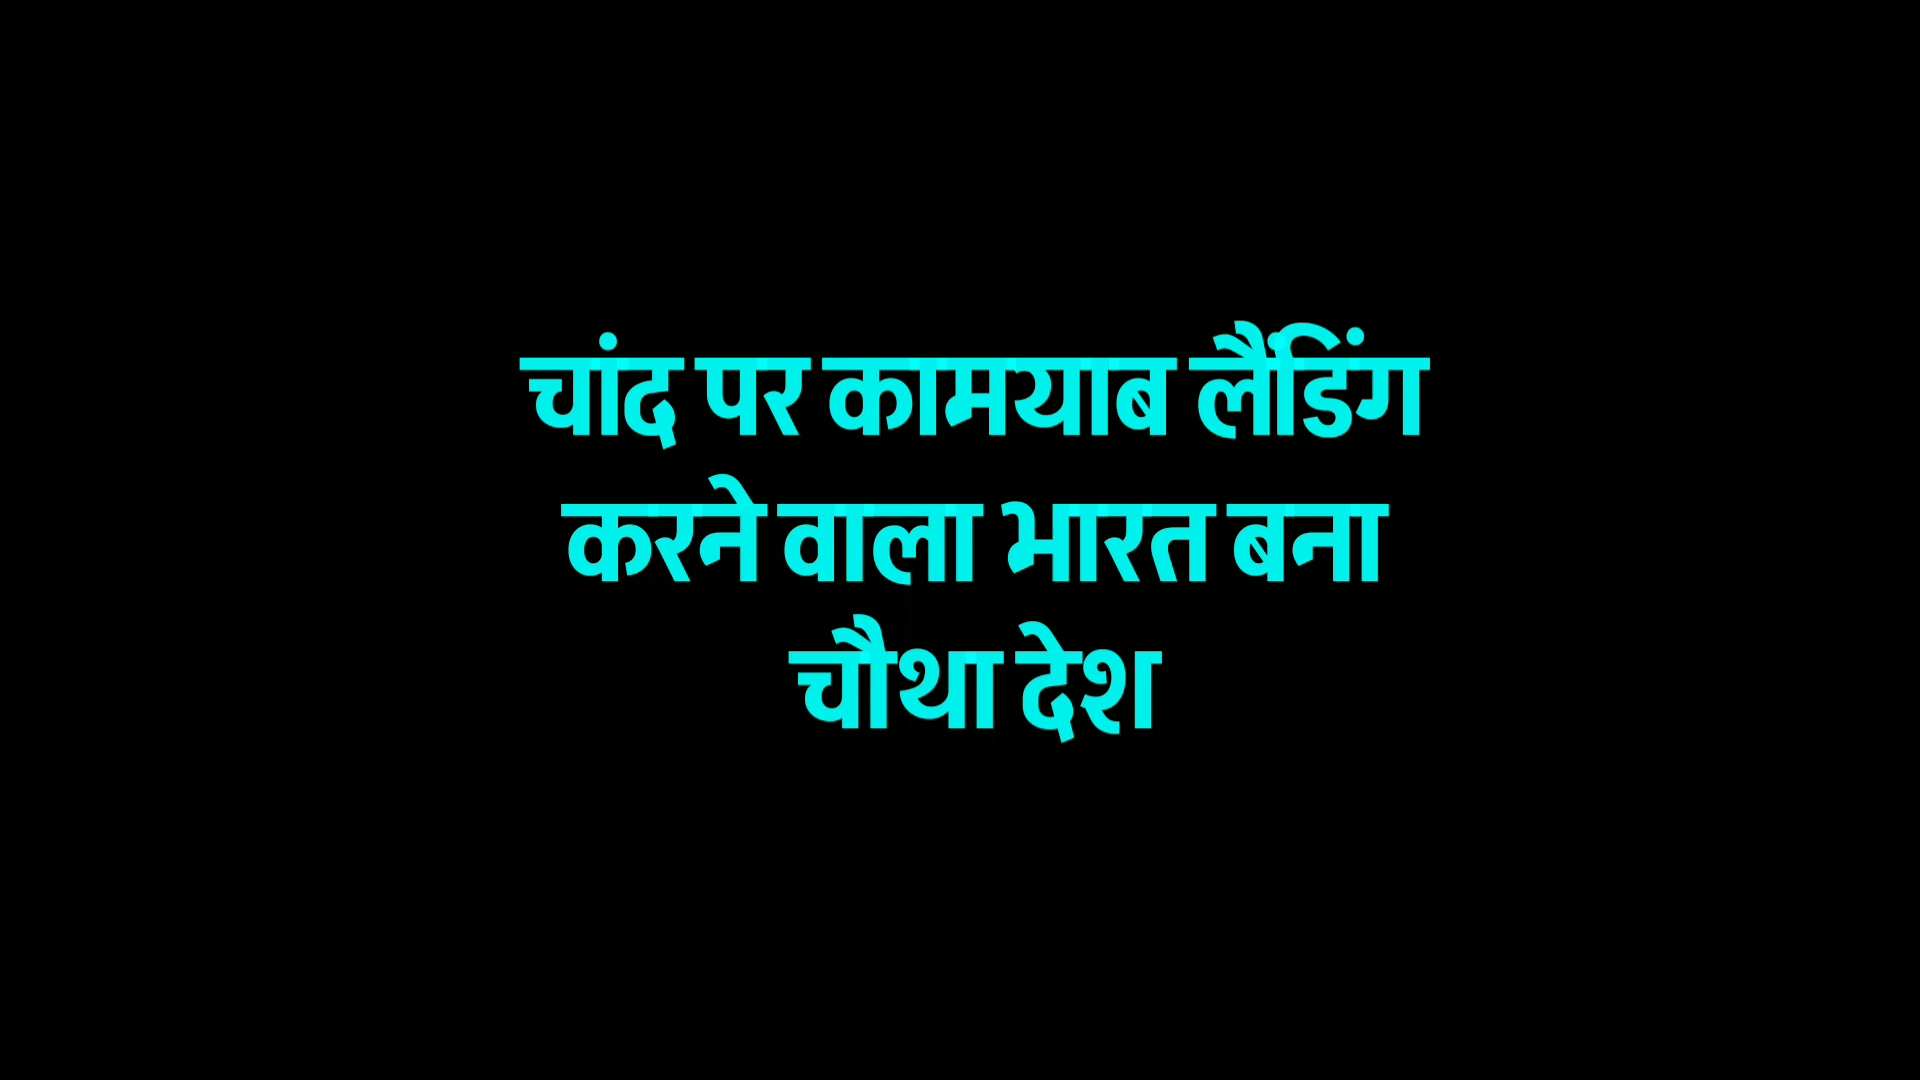 चांद पर कामयाब लैंडिंग
करने वाला भारत बना
चौथा देश